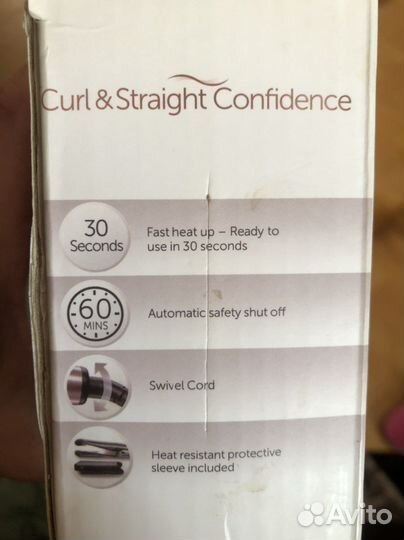 Curl & Straight Confidence
30
Seconds
Fast heat up – Ready to
use in 30 seconds
60
MINS
Automatic safety shut off
Swivel Cord
Heat resistant protective
sleeve included
Avito